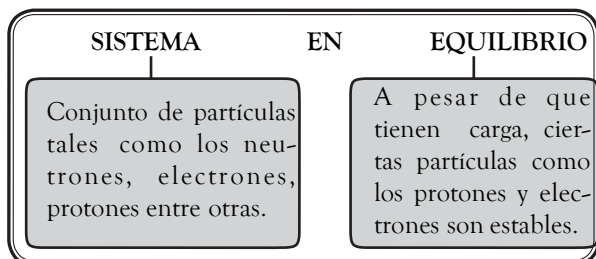 SISTEMA EN EQUILIBRIO
Conjunto de partículas
tales como los neu-
trones, electrones,
protones entre otras.
A pesar de que
tienen carga, cier-
tas partículas como
los protones y elec-
trones son estables.